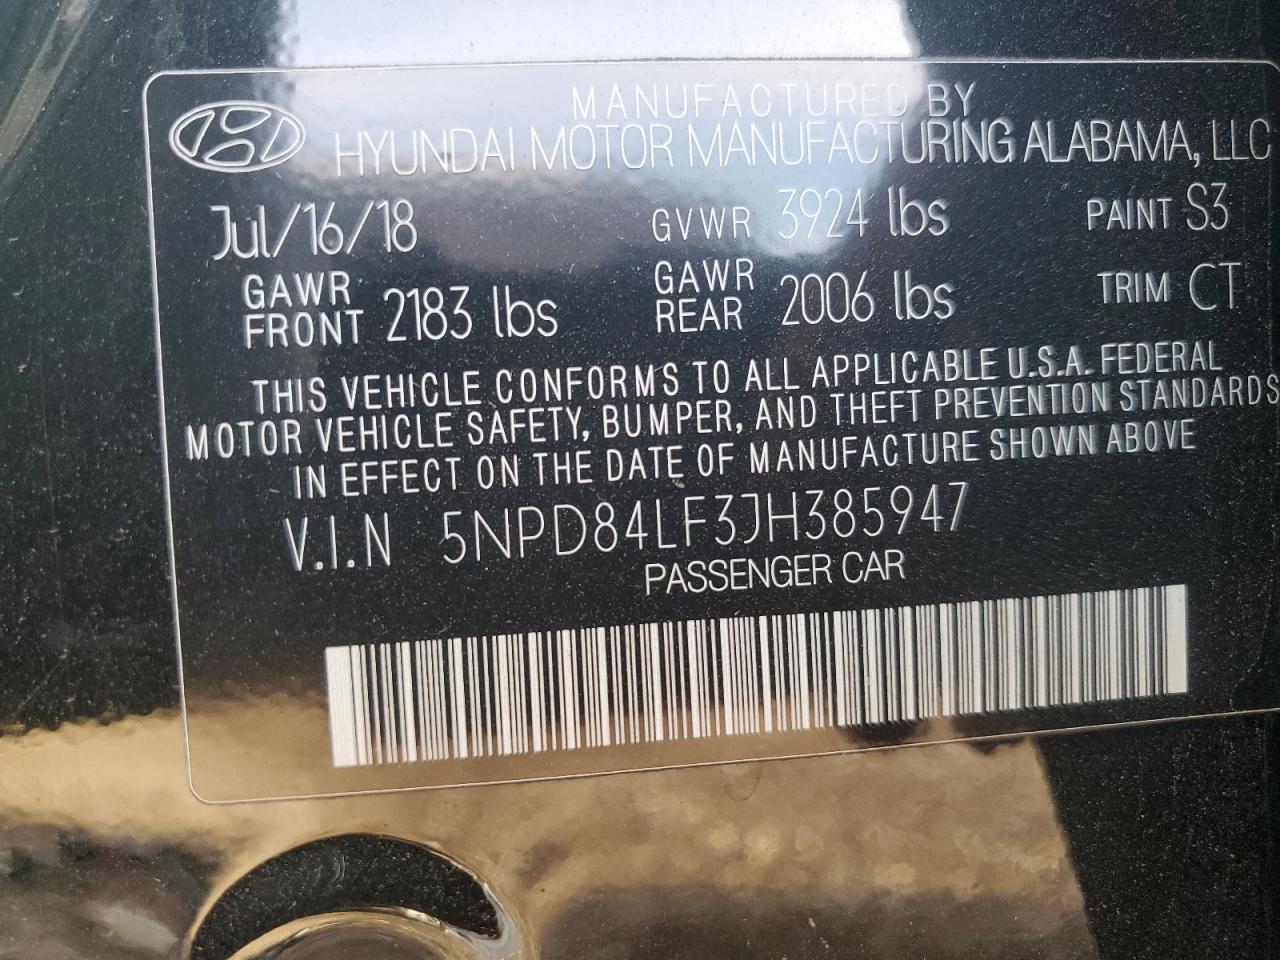 MANUFACTURED BY
HYUNDAI MOTOR MANUFACTURING ALABAMA, LLC
Jul/16/18 GVWR 3924 lbs PAINT S3
GAWR FRONT 2183 lbs GAWR REAR 2006 lbs TRIM CT
THIS VEHICLE CONFORMS TO ALL APPLICABLE U.S.A. FEDERAL
MOTOR VEHICLE SAFETY, BUMPER, AND THEFT PREVENTION STANDARDS
IN EFFECT ON THE DATE OF MANUFACTURE SHOWN ABOVE
V.I.N 5NPD84LF3JH385947
PASSENGER CAR